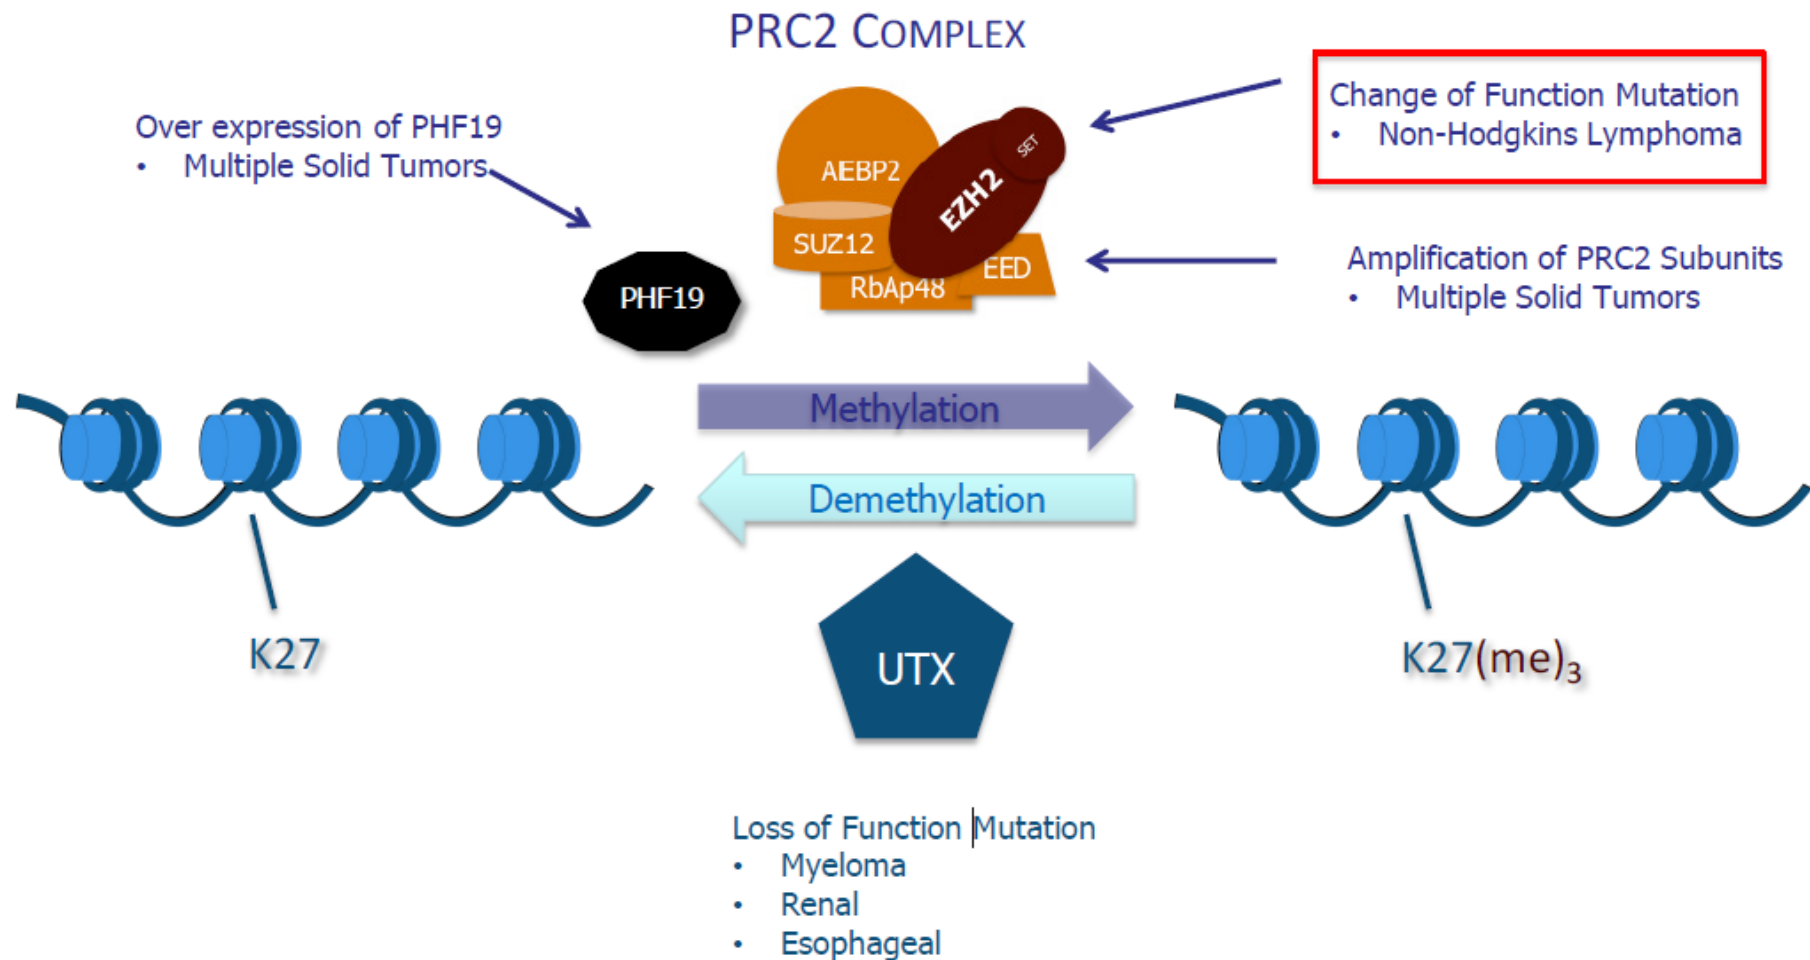 PRC2 COMPLEX
Over expression of PHF19
• Multiple Solid Tumors
Change of Function Mutation
• Non-Hodgkins Lymphoma
AEBP2
SET
EZH2
SUZ12
EED
RbAp48
PHF19
Amplification of PRC2 Subunits
• Multiple Solid Tumors
Methylation
Demethylation
K27
UTX
K27(me)₃
Loss of Function Mutation
• Myeloma
• Renal
• Esophageal